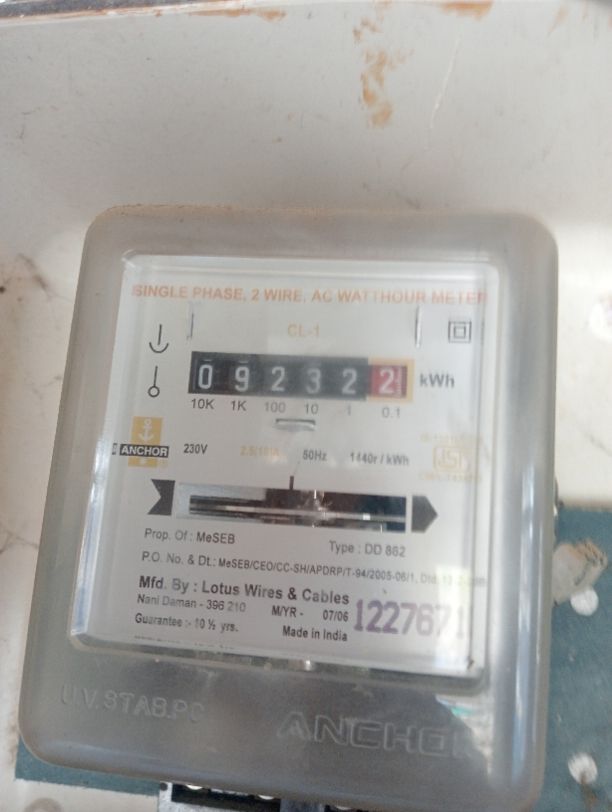 SINGLE PHASE, 2 WIRE, AC WATTHOUR METER
CL-1
0 9 2 3 2 2 kWh
10K 1K 100 10 1 0.1
ANCHOR 230V 2.5/10A 50Hz 1440r / kWh
ISI
Prop. Of : MeSEB
Type : DD 862
P.O. No. & Dt.: MeSEB/CEO/CC-SH/APDRP/T-94/2005-06/1, Dtd.
Mfd. By : Lotus Wires & Cables
Nani Daman - 396 210 M/YR - 07/06
Guarantee :- 10 ½ yrs. Made in India
1227671
U.V.STAB.PC ANCHOR